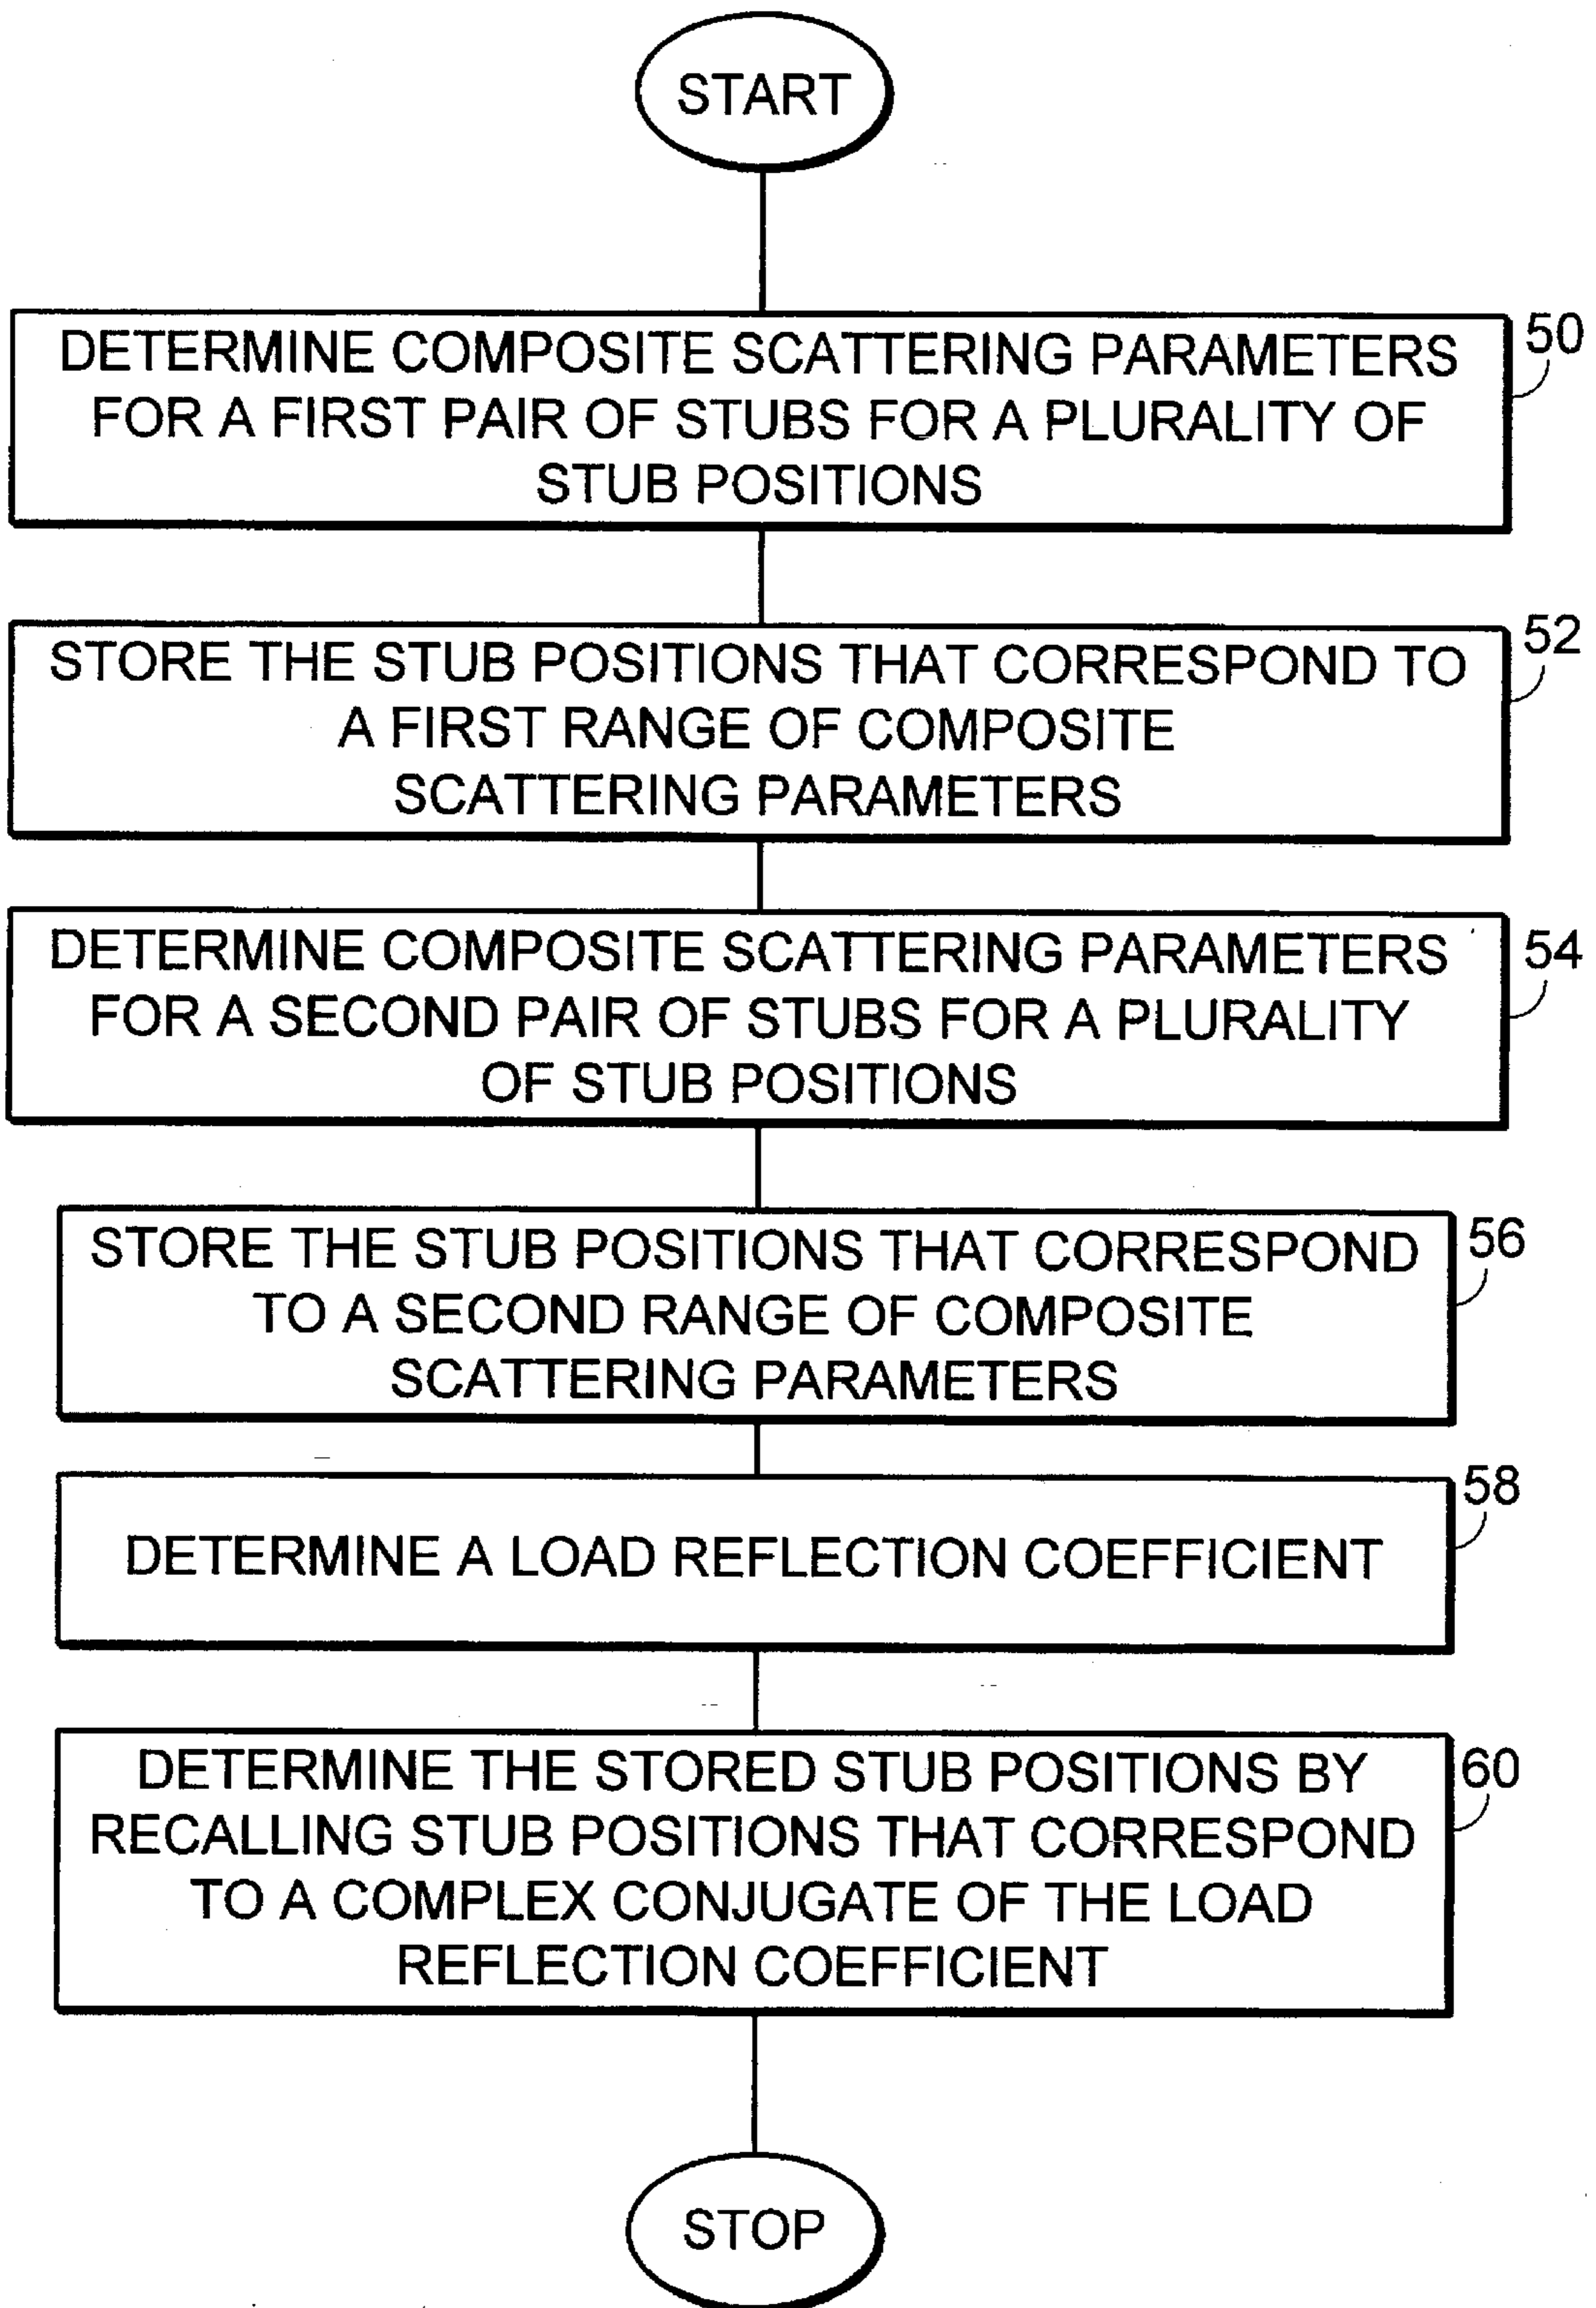 START
DETERMINE COMPOSITE SCATTERING PARAMETERS
FOR A FIRST PAIR OF STUBS FOR A PLURALITY OF
STUB POSITIONS
50
STORE THE STUB POSITIONS THAT CORRESPOND TO
A FIRST RANGE OF COMPOSITE
SCATTERING PARAMETERS
52
DETERMINE COMPOSITE SCATTERING PARAMETERS
FOR A SECOND PAIR OF STUBS FOR A PLURALITY
OF STUB POSITIONS
54
STORE THE STUB POSITIONS THAT CORRESPOND
TO A SECOND RANGE OF COMPOSITE
SCATTERING PARAMETERS
56
DETERMINE A LOAD REFLECTION COEFFICIENT
58
DETERMINE THE STORED STUB POSITIONS BY
RECALLING STUB POSITIONS THAT CORRESPOND
TO A COMPLEX CONJUGATE OF THE LOAD
REFLECTION COEFFICIENT
60
STOP